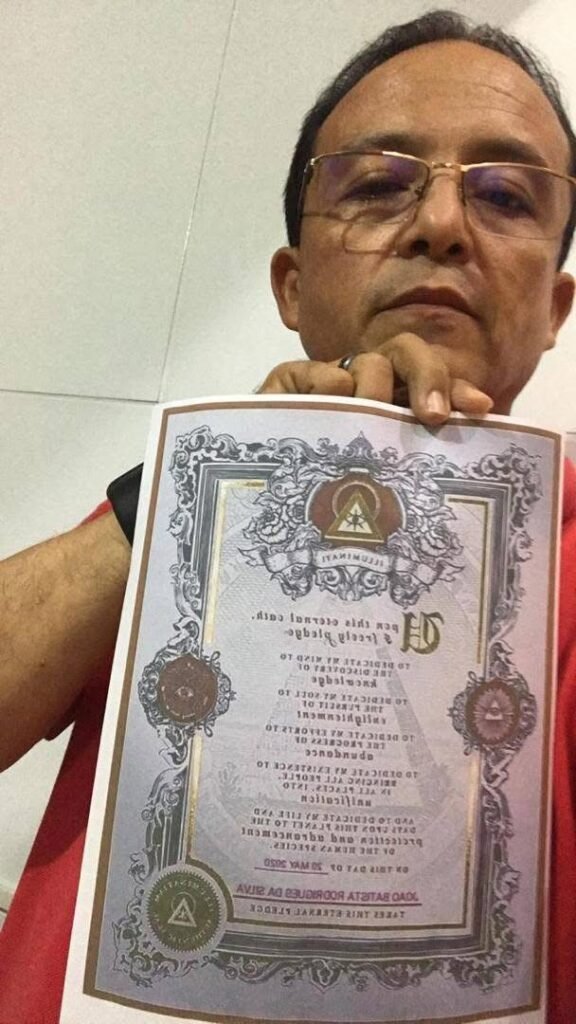 ILLUMINATI
Upon this eternal oath,
& freely pledge
TO DEDICATE MY MIND TO
THE DISCOVERY OF
knowledge
TO DEDICATE MY SOUL TO
THE PURSUIT OF
enlightenment
TO DEDICATE MY EFFORTS TO
THE PROGRESS OF
abundance
TO DEDICATE MY EXISTENCE TO
BRINGING ALL PEOPLE,
IN ALL PLACES, INTO
unification
AND TO DEDICATE MY LIFE AND
DAYS UPON THIS PLANET TO THE
protection and advancement
OF THE HUMAN SPECIES
ON THIS DAY OF 20 MAY 2020
JOAO BATISTA RODRIGUES DA SILVA
TAKES THIS ETERNAL PLEDGE